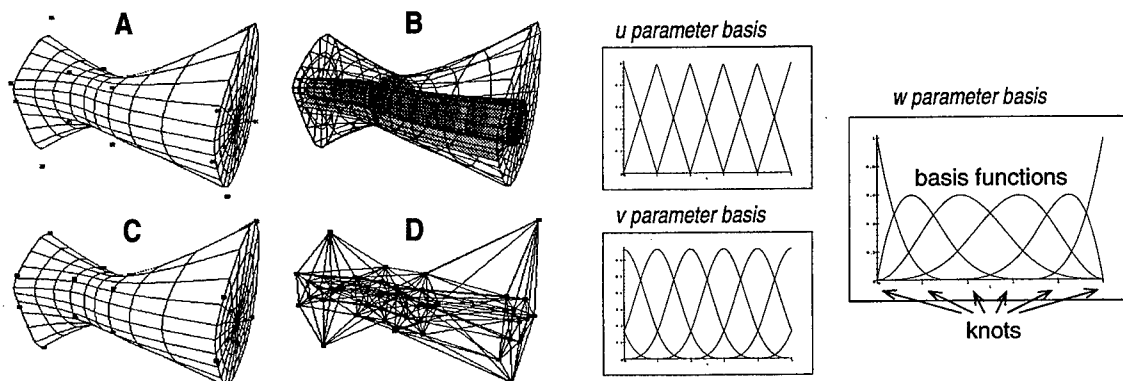 A
B
C
D
u parameter basis
v parameter basis
w parameter basis
basis functions
knots